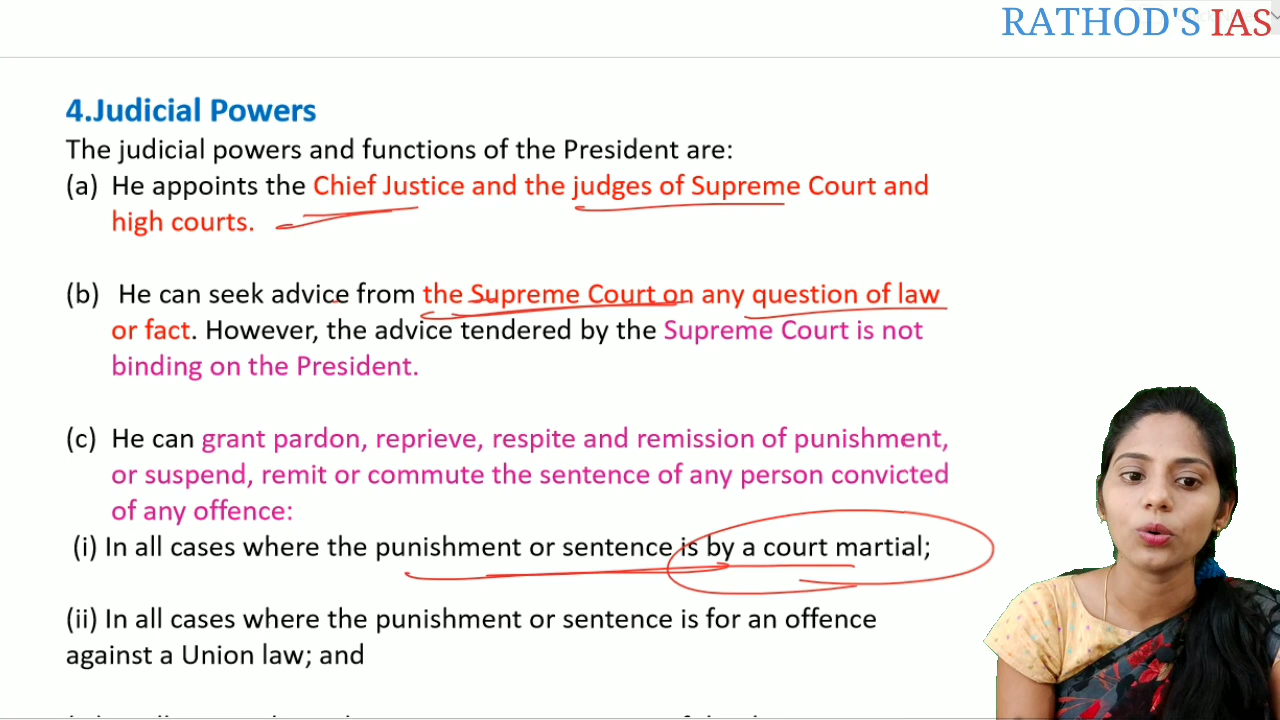 RATHOD'S IAS
4.Judicial Powers
The judicial powers and functions of the President are:
(a) He appoints the Chief Justice and the judges of Supreme Court and
high courts.
(b) He can seek advice from the Supreme Court on any question of law
or fact. However, the advice tendered by the Supreme Court is not
binding on the President.
(c) He can grant pardon, reprieve, respite and remission of punishment,
or suspend, remit or commute the sentence of any person convicted
of any offence:
(i) In all cases where the punishment or sentence is by a court martial;
(ii) In all cases where the punishment or sentence is for an offence
against a Union law; and